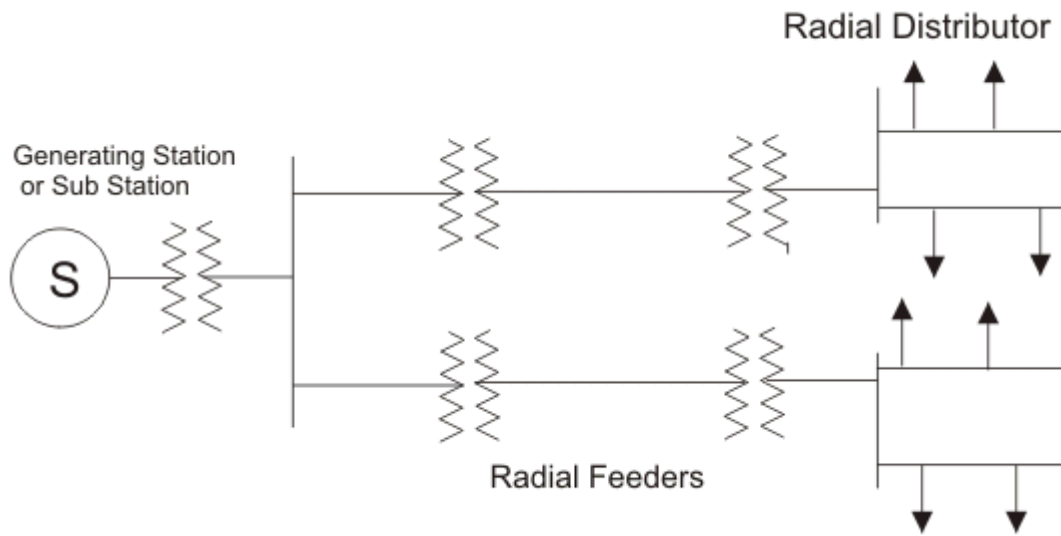 Radial Distributor
Generating Station
or Sub Station
S
Radial Feeders